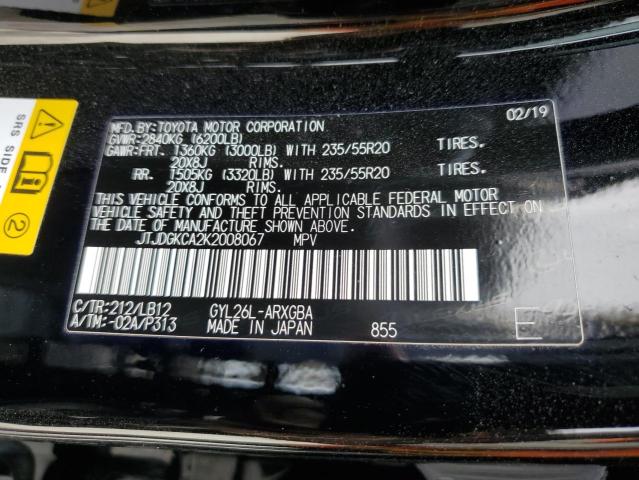 02/19
MFD. BY: TOYOTA MOTOR CORPORATION
GVWR: 2840KG (6200LB)
GAWR: FRT. 1360KG (3000LB) WITH 235/55R20 TIRES.
20X8J RIMS.
RR. 1505KG (3320LB) WITH 235/55R20 TIRES.
20X8J RIMS.
THIS VEHICLE CONFORMS TO ALL APPLICABLE FEDERAL MOTOR
VEHICLE SAFETY AND THEFT PREVENTION STANDARDS IN EFFECT ON
THE DATE OF MANUFACTURE SHOWN ABOVE.
JTJDGKCA2K2008067 MPV
C/TR: 212/LB12 GYL26L-ARXGBA
A/TM: -02A/P313 MADE IN JAPAN 855 E
SRS SIDE
2